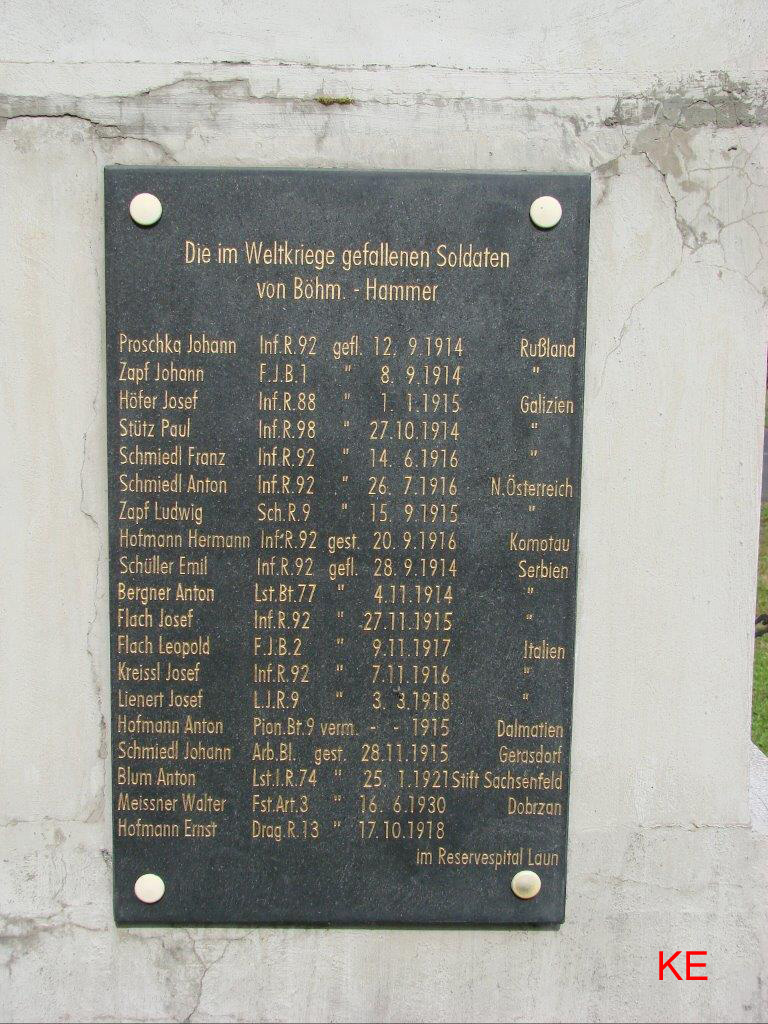 Die im Weltkriege gefallenen Soldaten
von Böhm. - Hammer
Proschka Johann Inf.R.92 gefl. 12. 9.1914 Rußland
Zapf Johann F.J.B.1 " 8. 9.1914 "
Höfer Josef Inf.R.88 " 1. 1.1915 Galizien
Stütz Paul Inf.R.98 " 27.10.1914 "
Schmiedl Franz Inf.R.92 " 14. 6.1916 "
Schmiedl Anton Inf.R.92 " 26. 7.1916 N.Österreich
Zapf Ludwig Sch.R.9 " 15. 9.1915 "
Hofmann Hermann Inf.R.92 gest. 20. 9.1916 Komotau
Schüller Emil Inf.R.92 gefl. 28. 9.1914 Serbien
Bergner Anton Lst.Bt.77 " 4.11.1914 "
Flach Josef Inf.R.92 " 27.11.1915 "
Flach Leopold F.J.B.2 " 9.11.1917 Italien
Kreissl Josef Inf.R.92 " 7.11.1916 "
Lienert Josef L.J.R.9 " 3. 3.1918 "
Hofmann Anton Pion.Bt.9 verm. - - 1915 Dalmatien
Schmiedl Johann Arb.Bl. gest. 28.11.1915 Gerasdorf
Blum Anton Lst.I.R.74 " 25. 1.1921 Stift Sachsenfeld
Meissner Walter Fst.Art.3 " 16. 6.1930 Dobrzan
Hofmann Ernst Drag.R.13 " 17.10.1918
im Reservespital Laun
KE